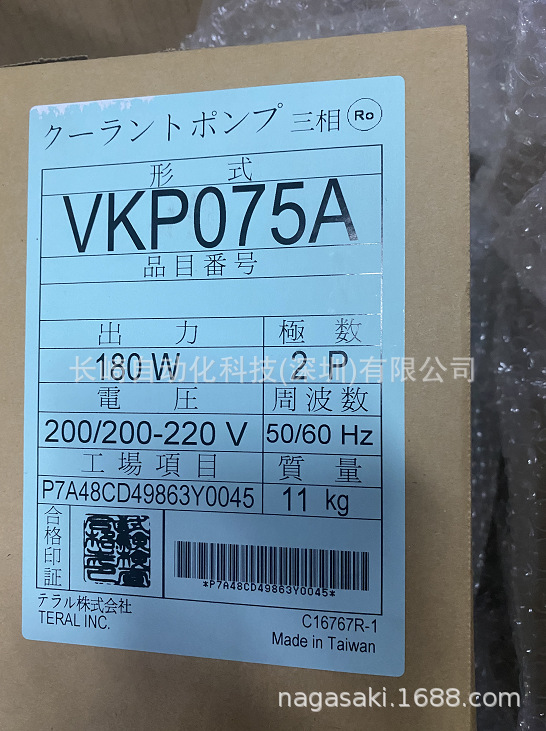 クーラントポンプ 三相 Ro
形 式
VKP075A
品目番号
出 力 極 数
180 W 2 P
长崎自动化科技(深圳)有限公司
電 圧 周波数
200/200-220 V 50/60 Hz
工場項目 質 量
P7A48CD49863Y0045 11 kg
合格印証
*P7A48CD49863Y0045*
テラル株式会社
TERAL INC.
C16767R-1
Made in Taiwan
nagasaki.1688.com